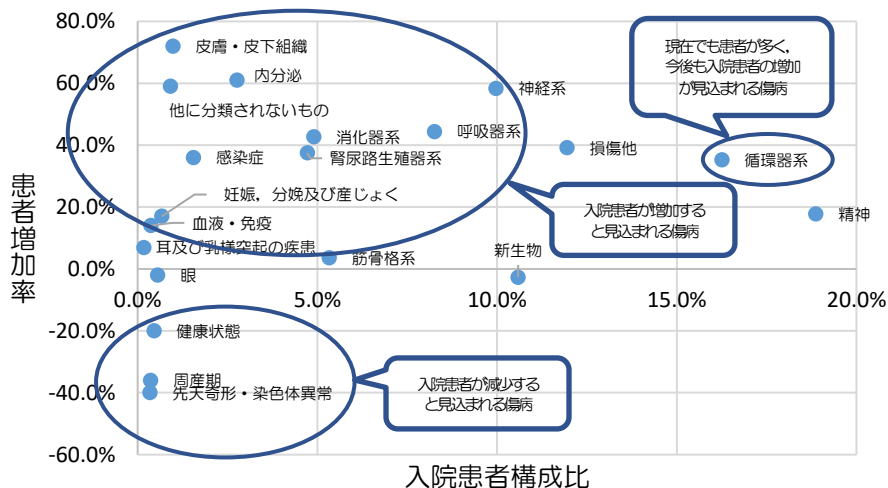 80.0%
60.0%
40.0%
20.0%
0.0%
-20.0%
-40.0%
-60.0%
患者増加率
0.0%
5.0%
10.0%
15.0%
20.0%
入院患者構成比
皮膚・皮下組織
内分泌
他に分類されないもの
神経系
消化器系
呼吸器系
感染症
腎尿路生殖器系
損傷他
循環器系
妊娠，分娩及び産じょく
血液・免疫
耳及び乳様突起の疾患
眼
筋骨格系
新生物
精神
健康状態
周産期
先天奇形・染色体異常
現在でも患者が多く，
今後も入院患者の増加
が見込まれる傷病
入院患者が増加する
と見込まれる傷病
入院患者が減少する
と見込まれる傷病